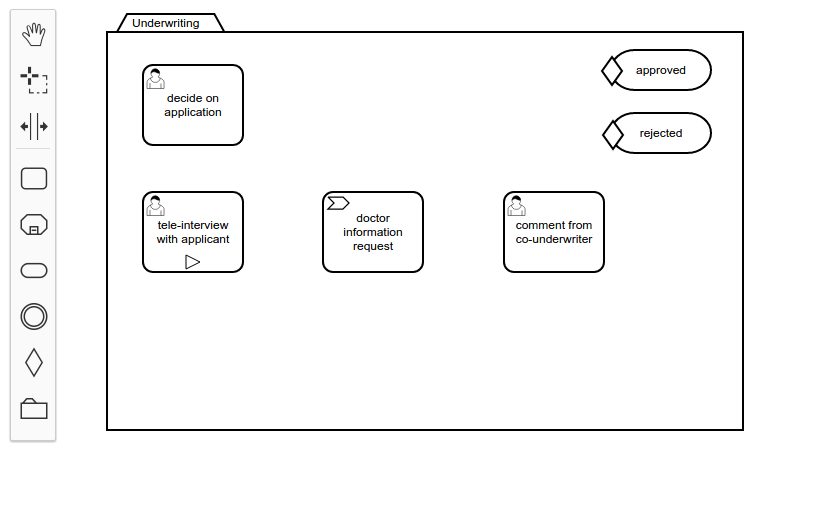 Underwriting
approved
decide on
application
rejected
tele-interview
with applicant
doctor
information
request
comment from
co-underwriter